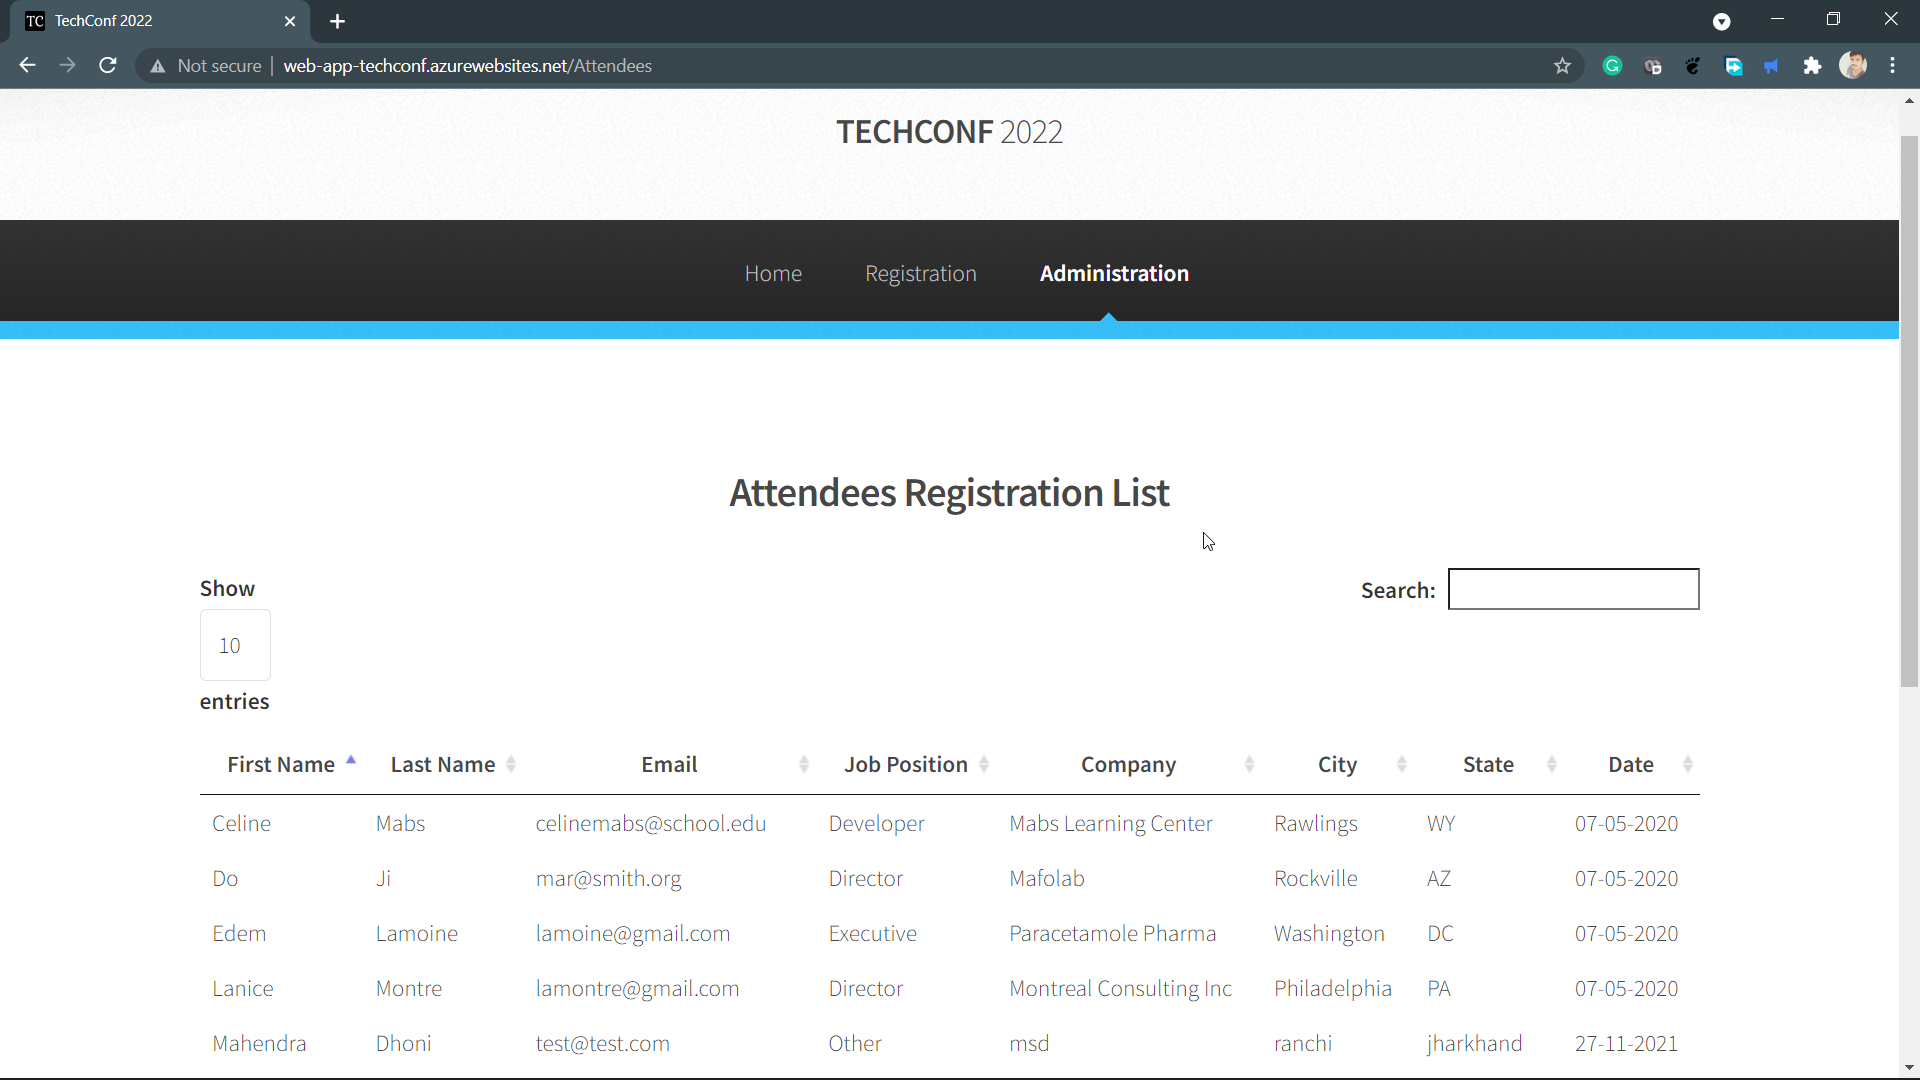 TC TechConf 2022
Not secure | web-app-techconf.azurewebsites.net/Attendees
TECHCONF 2022
Home Registration Administration
Attendees Registration List
Show
Search:
10
entries
First Name Last Name Email Job Position Company City State Date
Celine Mabs celinemabs@school.edu Developer Mabs Learning Center Rawlings WY 07-05-2020
Do Ji mar@smith.org Director Mafolab Rockville AZ 07-05-2020
Edem Lamoine lamoine@gmail.com Executive Paracetamole Pharma Washington DC 07-05-2020
Lanice Montre lamontre@gmail.com Director Montreal Consulting Inc Philadelphia PA 07-05-2020
Mahendra Dhoni test@test.com Other msd ranchi jharkhand 27-11-2021